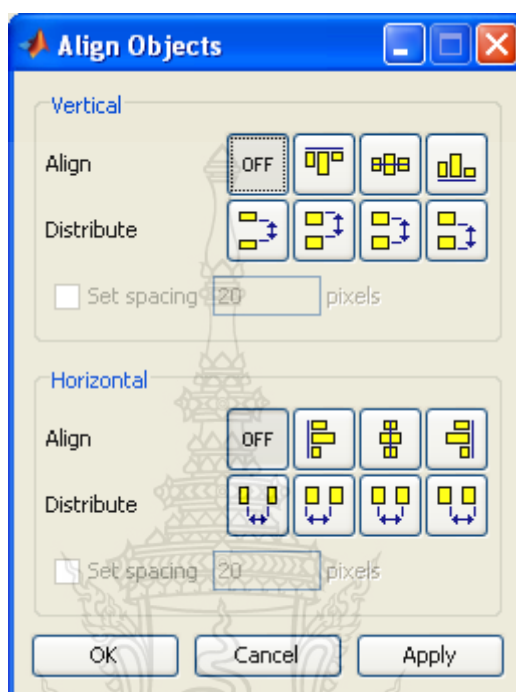 Align Objects
Vertical
Align OFF
Distribute
Set spacing 20 pixels
Horizontal
Align OFF
Distribute
Set spacing 20 pixels
OK Cancel Apply